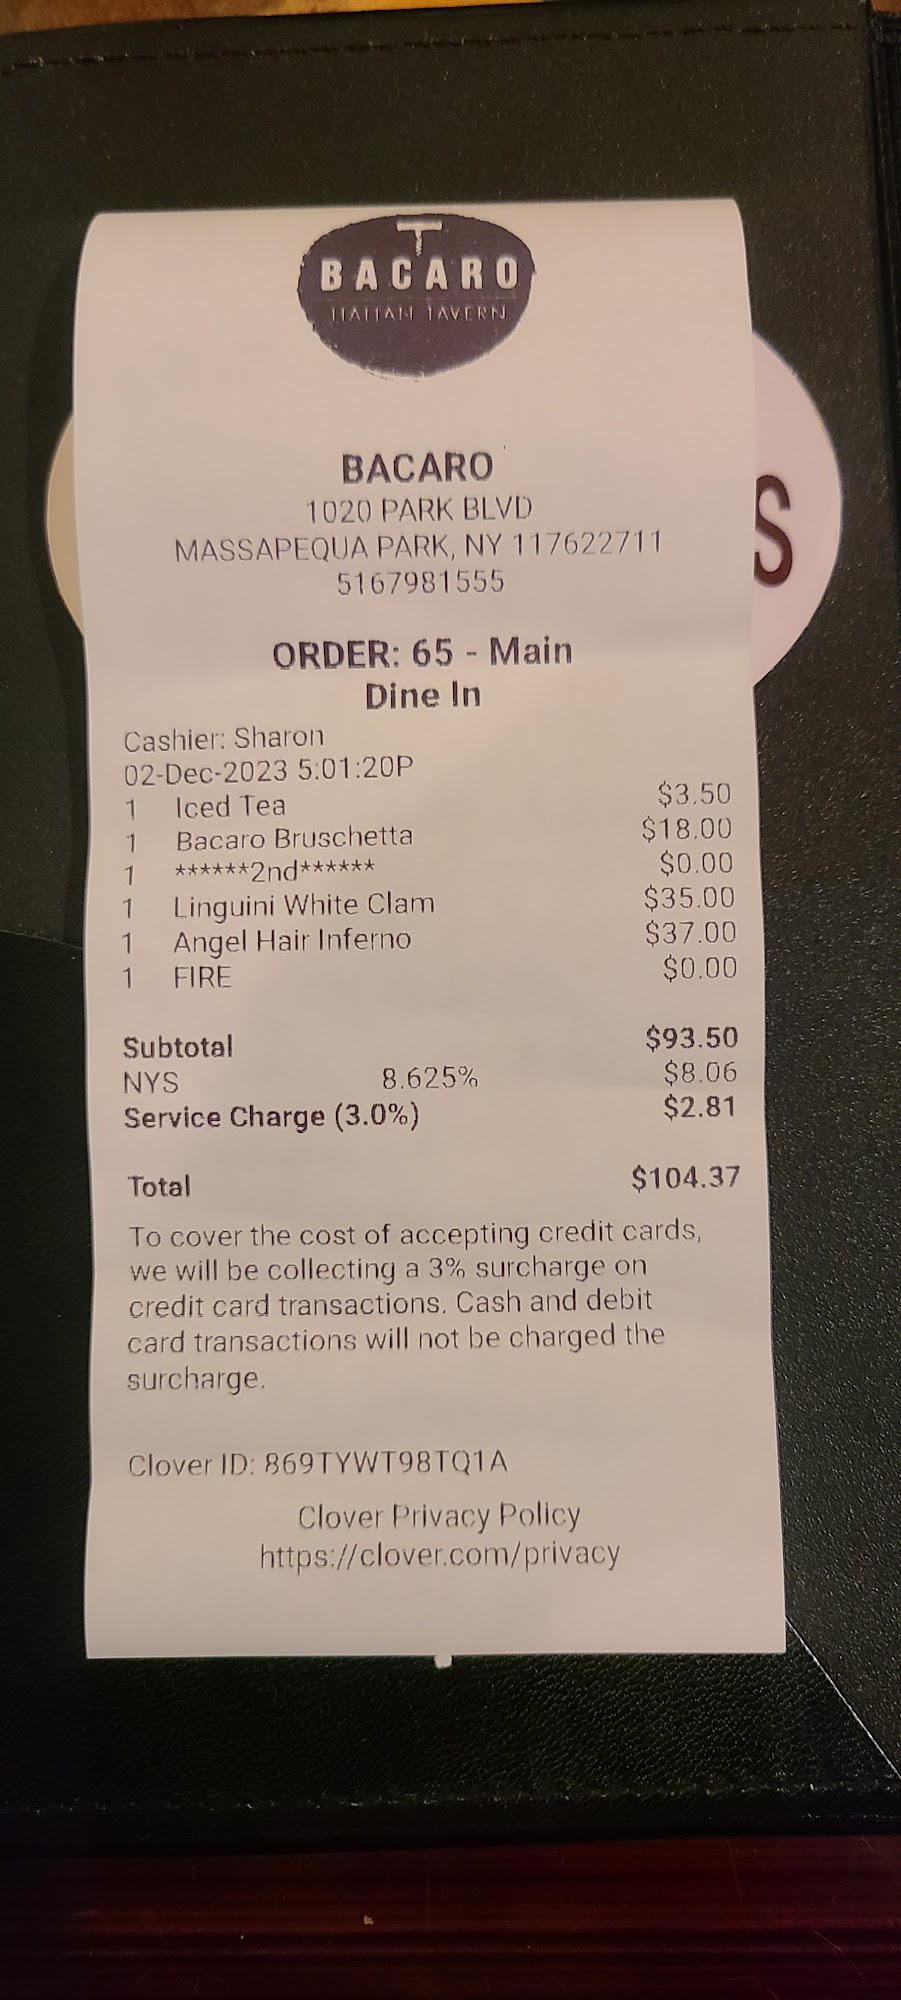 BACARO
ITALIAN TAVERN
BACARO
1020 PARK BLVD
MASSAPEQUA PARK, NY 117622711
5167981555
ORDER: 65 - Main
Dine In
Cashier: Sharon
02-Dec-2023 5:01:20P
1 Iced Tea $3.50
1 Bacaro Bruschetta $18.00
1 ******2nd****** $0.00
1 Linguini White Clam $35.00
1 Angel Hair Inferno $37.00
1 FIRE $0.00
Subtotal $93.50
NYS 8.625% $8.06
Service Charge (3.0%) $2.81
Total $104.37
To cover the cost of accepting credit cards,
we will be collecting a 3% surcharge on
credit card transactions. Cash and debit
card transactions will not be charged the
surcharge.
Clover ID: 869TYWT98TQ1A
Clover Privacy Policy
https://clover.com/privacy
S